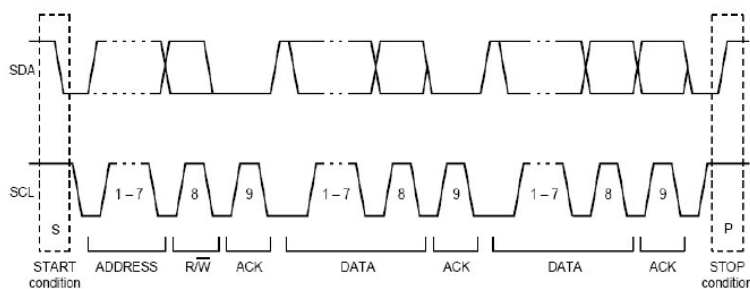 SDA
SCL
1 – 7 8 9 1 – 7 8 9 1 – 7 8 9
S P
START condition ADDRESS R/W̅ ACK DATA ACK DATA ACK STOP condition